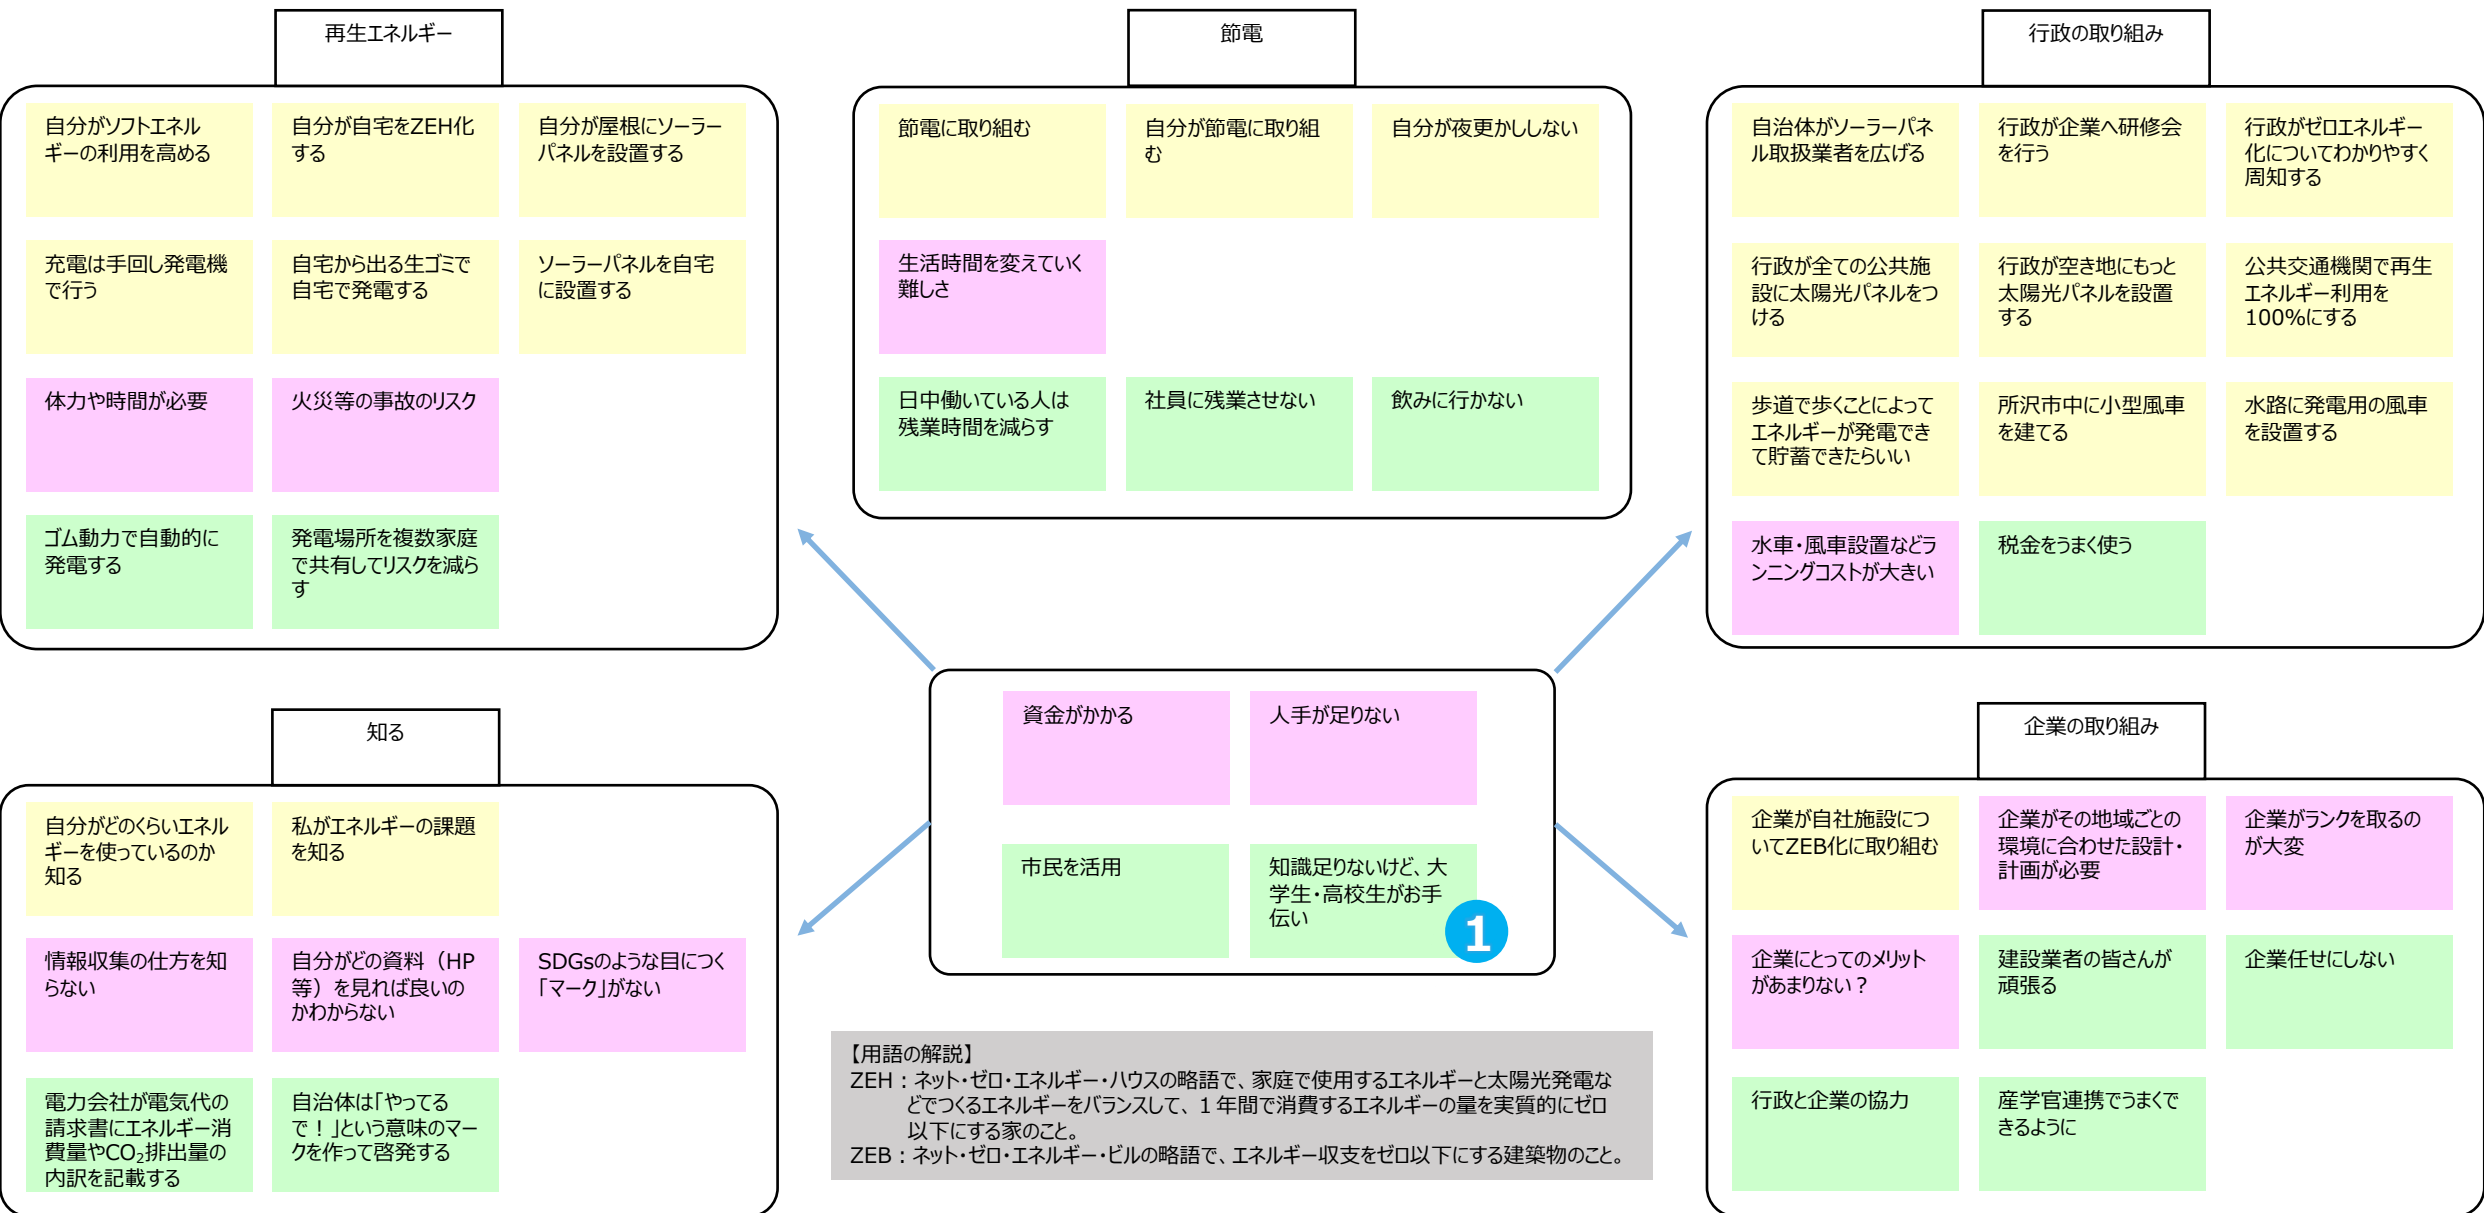 再生エネルギー
自分がソフトエネル
ギーの利用を高める
自分が自宅をZEH化
する
自分が屋根にソーラー
パネルを設置する
充電は手回し発電機
で行う
自宅から出る生ゴミで
自宅で発電する
ソーラーパネルを自宅
に設置する
体力や時間が必要
火災等の事故のリスク
ゴム動力で自動的に
発電する
発電場所を複数家庭
で共有してリスクを減ら
す
節電
節電に取り組む
自分が節電に取り組
む
自分が夜更かししない
生活時間を変えていく
難しさ
日中働いている人は
残業時間を減らす
社員に残業させない
飲みに行かない
行政の取り組み
自治体がソーラーパネ
ル取扱業者を広げる
行政が企業へ研修会
を行う
行政がゼロエネルギー
化についてわかりやすく
周知する
行政が全ての公共施
設に太陽光パネルをつ
ける
行政が空き地にもっと
太陽光パネルを設置
する
公共交通機関で再生
エネルギー利用を
100%にする
歩道で歩くことによって
エネルギーが発電でき
て貯蓄できたらいい
所沢市中に小型風車
を建てる
水路に発電用の風車
を設置する
水車・風車設置などラ
ンニングコストが大きい
税金をうまく使う
資金がかかる
人手が足りない
市民を活用
知識足りないけど、大
学生・高校生がお手
伝い
1
知る
自分がどのくらいエネル
ギーを使っているのか
知る
私がエネルギーの課題
を知る
情報収集の仕方を知
らない
自分がどの資料（HP
等）を見れば良いの
かわからない
SDGsのような目につく
「マーク」がない
電力会社が電気代の
請求書にエネルギー消
費量やCO₂排出量の
内訳を記載する
自治体は「やってる
で！」という意味のマー
クを作って啓発する
企業の取り組み
企業が自社施設につ
いてZEB化に取り組む
企業がその地域ごとの
環境に合わせた設計・
計画が必要
企業がランクを取るの
が大変
企業にとってのメリット
があまりない？
建設業者の皆さんが
頑張る
企業任せにしない
行政と企業の協力
産学官連携でうまくで
きるように
【用語の解説】
ZEH：ネット・ゼロ・エネルギー・ハウスの略語で、家庭で使用するエネルギーと太陽光発電な
どでつくるエネルギーをバランスして、１年間で消費するエネルギーの量を実質的にゼロ
以下にする家のこと。
ZEB：ネット・ゼロ・エネルギー・ビルの略語で、エネルギー収支をゼロ以下にする建築物のこと。